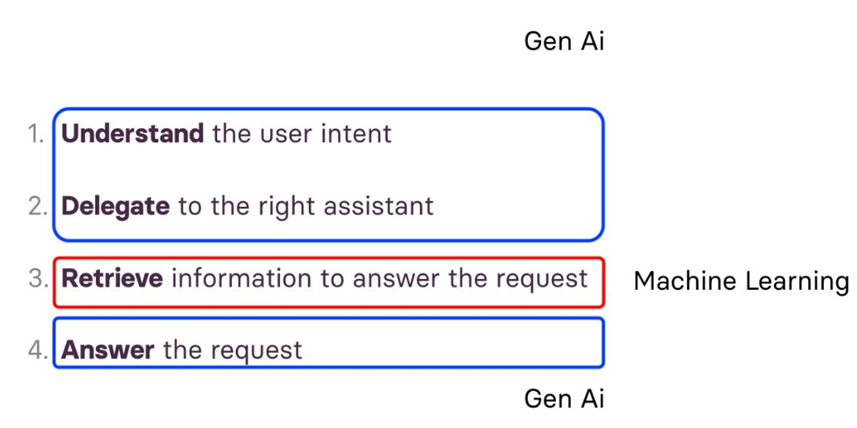 Gen Ai
1. Understand the user intent
2. Delegate to the right assistant
3. Retrieve information to answer the request
Machine Learning
4. Answer the request
Gen Ai